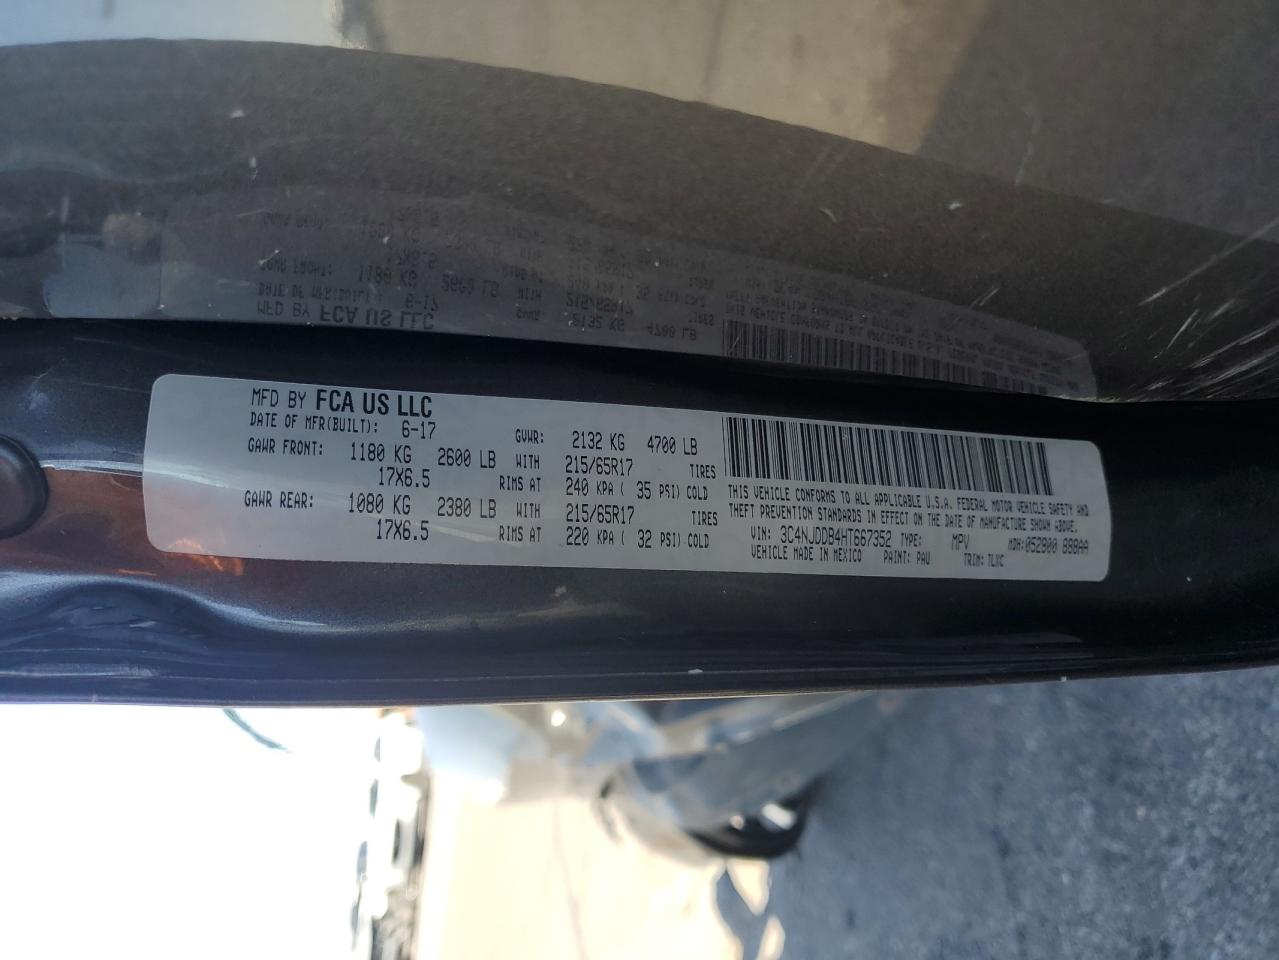 MFD BY FCA US LLC
DATE OF MFR(BUILT): 6-17 GVWR: 2132 KG 4700 LB
GAWR FRONT: 1180 KG 2600 LB WITH 215/65R17 TIRES
17X6.5 RIMS AT 240 KPA ( 35 PSI) COLD
GAWR REAR: 1080 KG 2380 LB WITH 215/65R17 TIRES
17X6.5 RIMS AT 220 KPA ( 32 PSI) COLD
THIS VEHICLE CONFORMS TO ALL APPLICABLE U.S.A. FEDERAL MOTOR VEHICLE SAFETY AND
THEFT PREVENTION STANDARDS IN EFFECT ON THE DATE OF MANUFACTURE SHOWN ABOVE.
VIN: 3C4NJDDB4HT667352 TYPE: MPV MDH: 052800 888AA
VEHICLE MADE IN MEXICO PAINT: PAU TRIM: TLXC